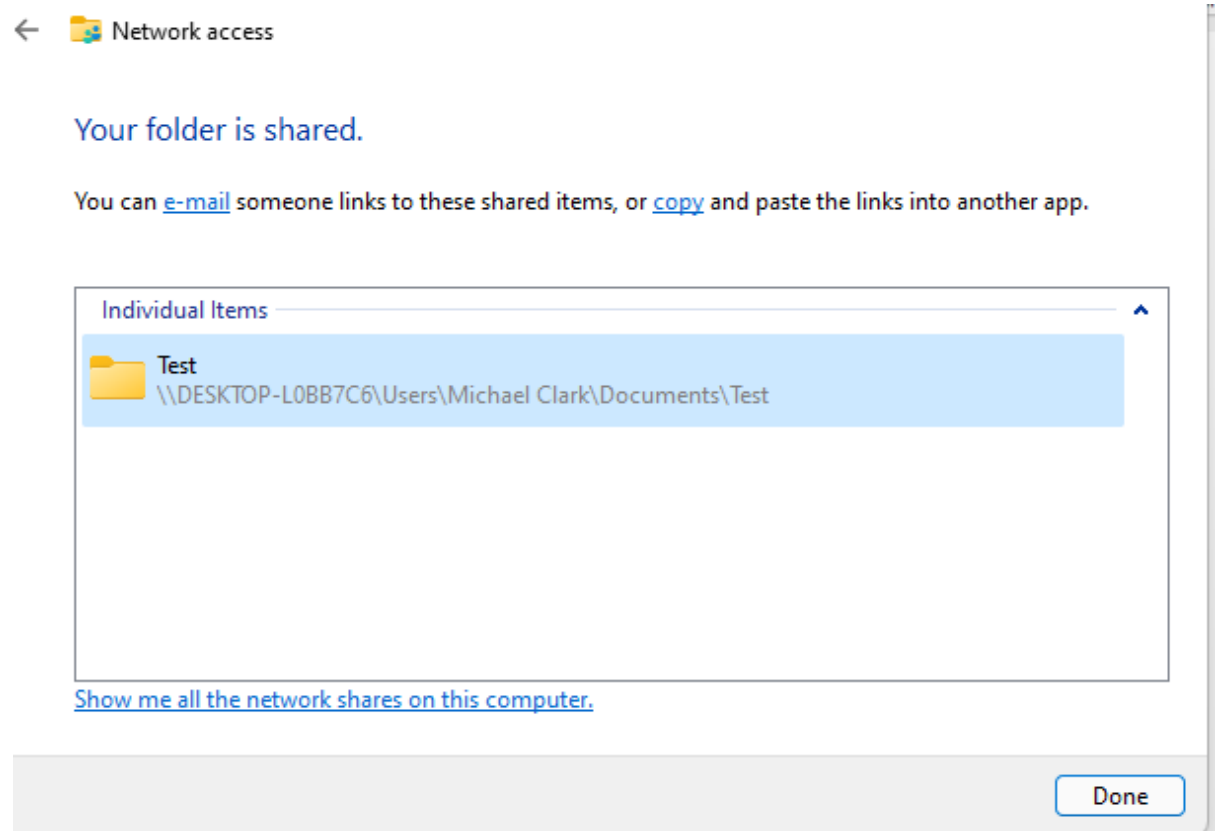 Network access
Your folder is shared.
You can e-mail someone links to these shared items, or copy and paste the links into another app.
Individual Items
Test
\\DESKTOP-L0BB7C6\Users\Michael Clark\Documents\Test
Show me all the network shares on this computer.
Done